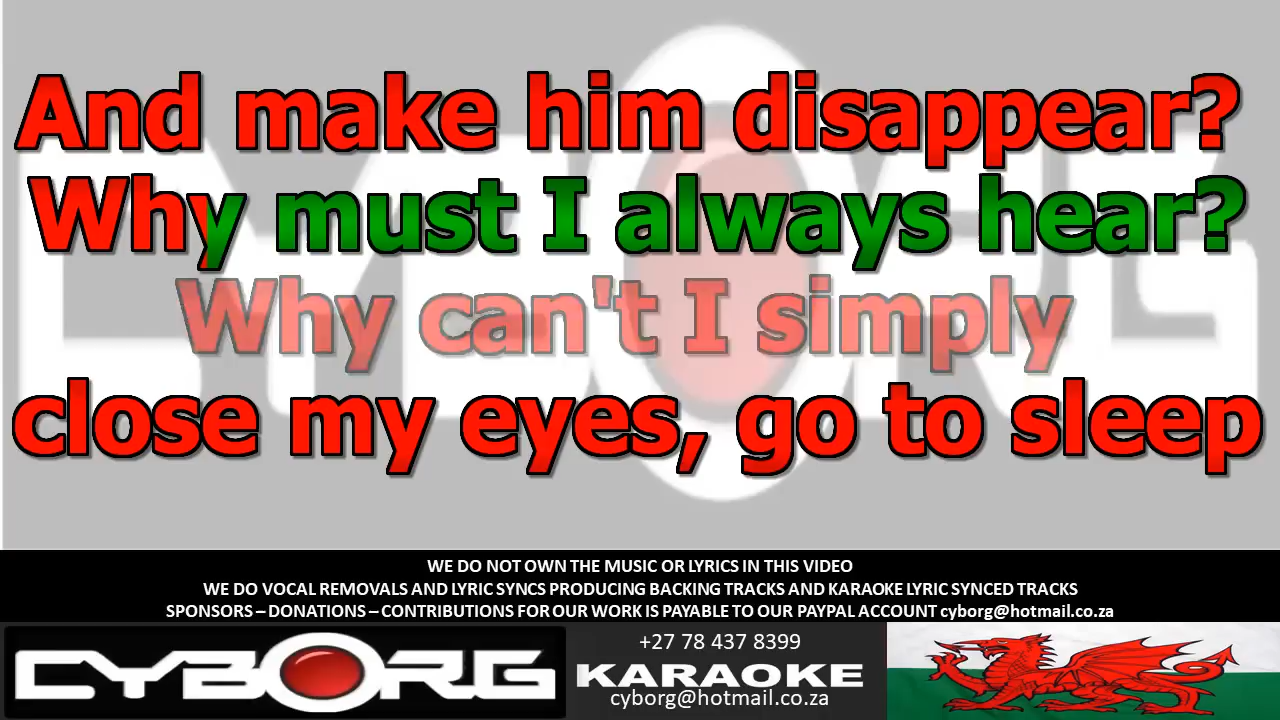 And make him disappear?
Why must I always hear?
Why can't I simply
close my eyes, go to sleep
WE DO NOT OWN THE MUSIC OR LYRICS IN THIS VIDEO
WE DO VOCAL REMOVALS AND LYRIC SYNCS PRODUCING BACKING TRACKS AND KARAOKE LYRIC SYNCED TRACKS
SPONSORS – DONATIONS – CONTRIBUTIONS FOR OUR WORK IS PAYABLE TO OUR PAYPAL ACCOUNT cyborg@hotmail.co.za
CYBORG
+27 78 437 8399
KARAOKE
cyborg@hotmail.co.za